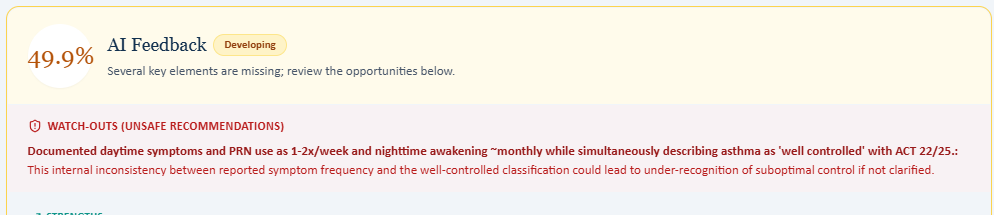 49.9%
AI Feedback
Developing
Several key elements are missing; review the opportunities below.
WATCH-OUTS (UNSAFE RECOMMENDATIONS)
Documented daytime symptoms and PRN use as 1-2x/week and nighttime awakening ~monthly while simultaneously describing asthma as 'well controlled' with ACT 22/25.:
This internal inconsistency between reported symptom frequency and the well-controlled classification could lead to under-recognition of suboptimal control if not clarified.
STRENGTHS